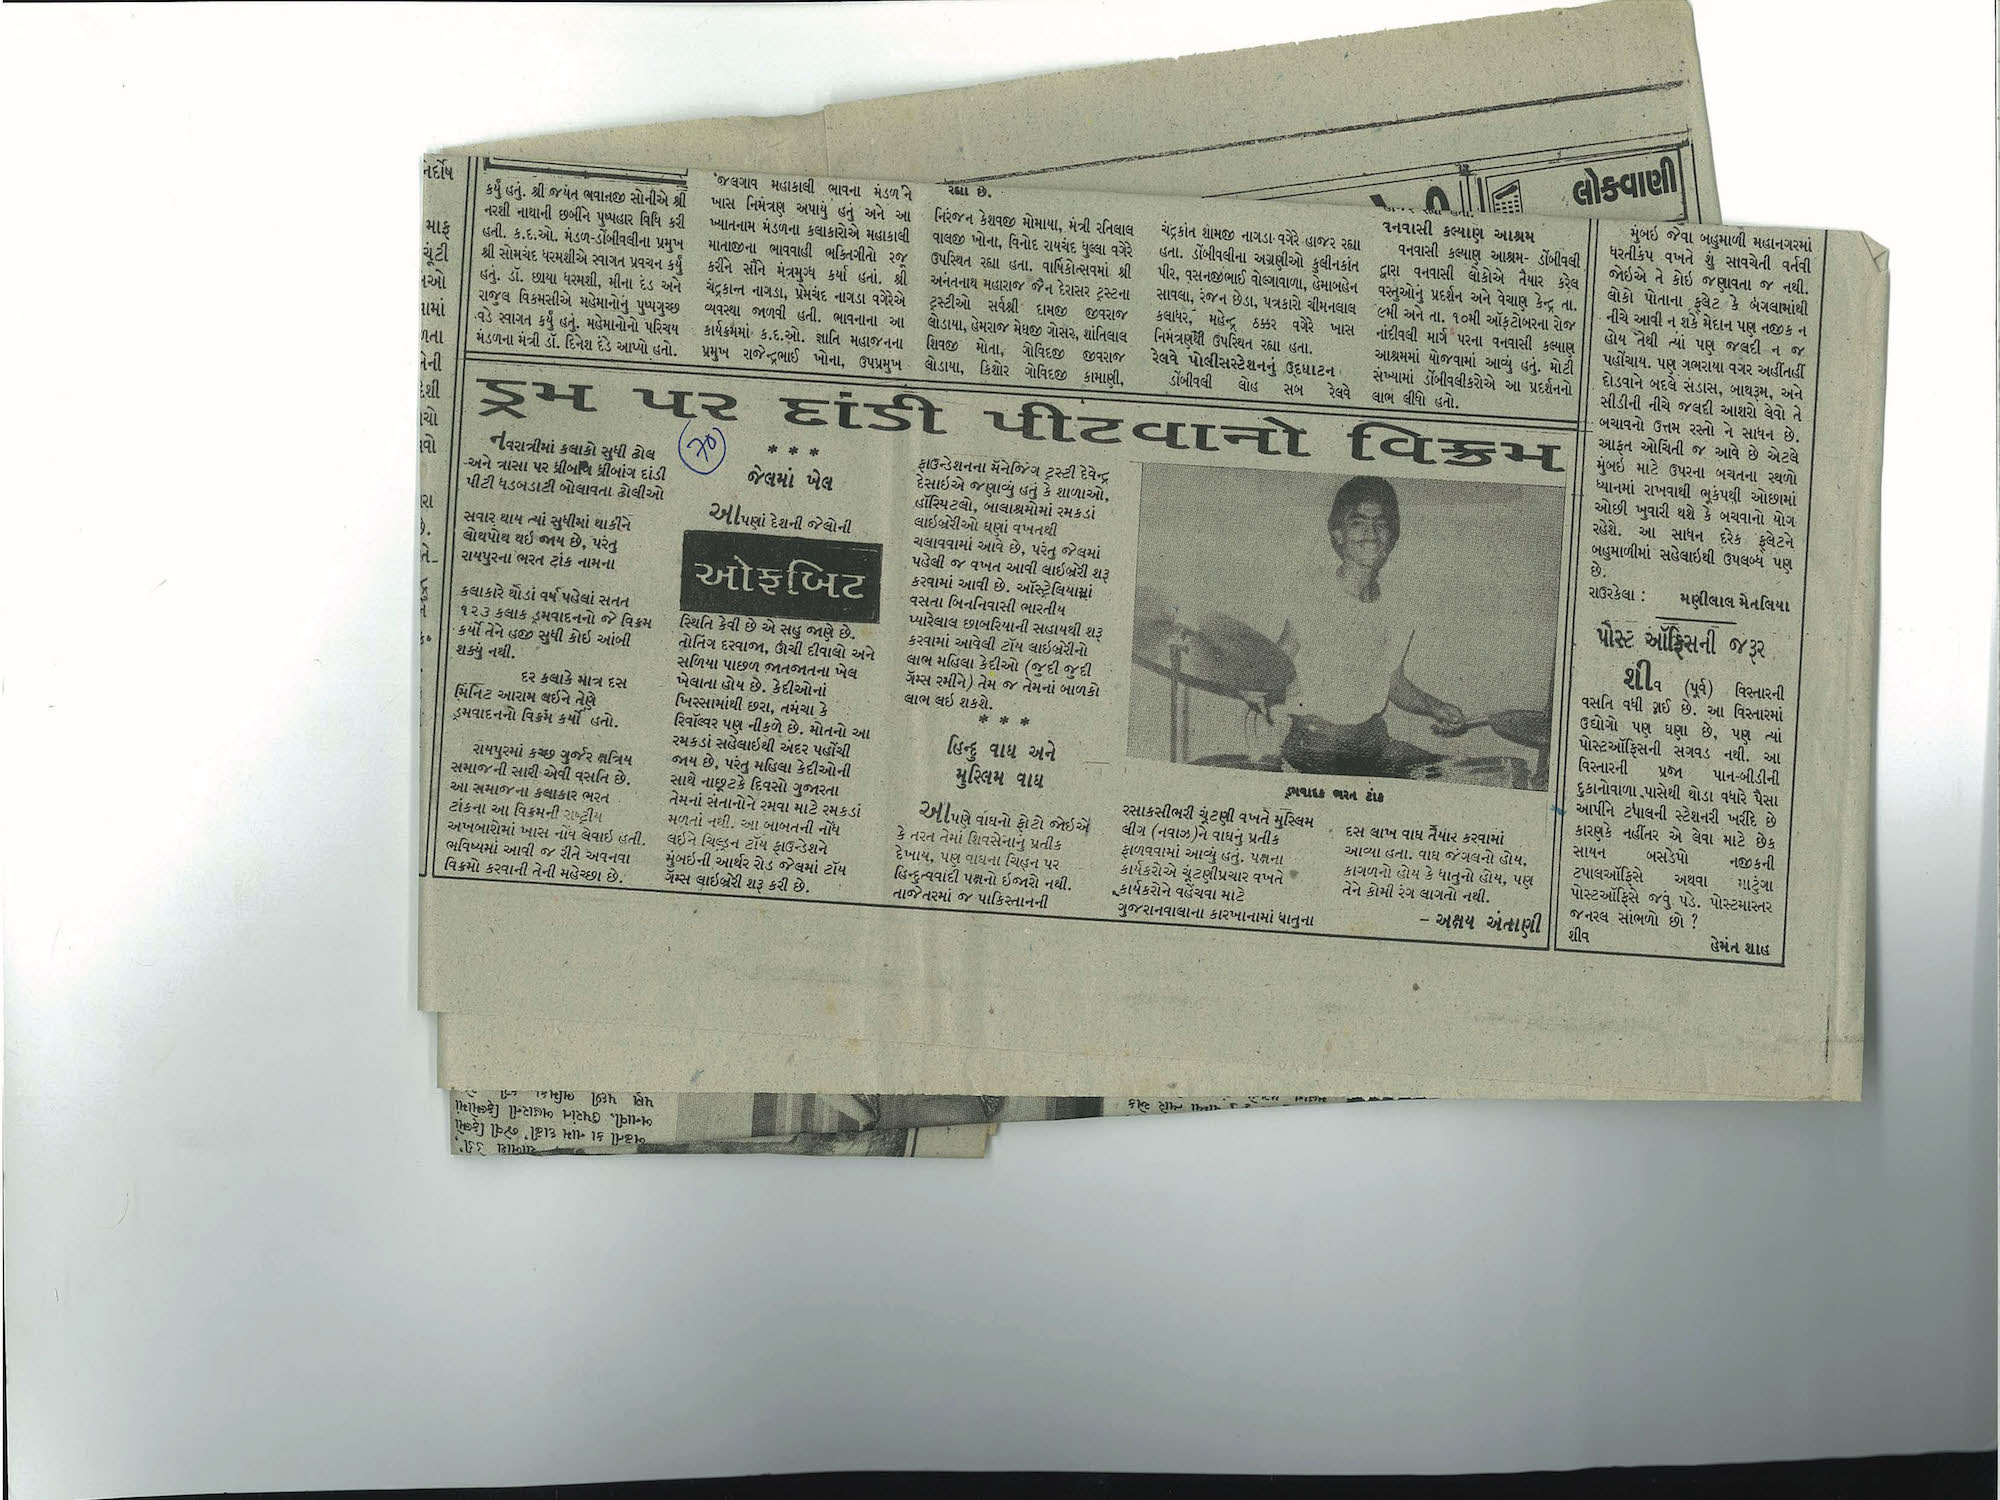 નિર્દોષ
માફ
ચૂંટી
કર્યું હતું. શ્રી જયંત ભવાનજી સોનીએ શ્રી
નરશી નાથાની છબીને પુષ્પહાર વિધિ કરી
હતી. ક.દ.ઓ. મંડળ-ડોંબીવલીના પ્રમુખ
શ્રી સોમચંદ ધરમશીએ સ્વાગત પ્રવચન કર્યું
હતું. ડૉ. છાયા ધરમશી, મીના દંડ અને
રાજુલ વિકમસીએ મહેમાનોનું પુષ્પગુચ્છ
વડે સ્વાગત કર્યું હતું. મહેમાનોનો પરિચય
મંડળના મંત્રી ડૉ. દિનેશ દંડે આપ્યો હતો.
'જલગાવ મહાકાલી ભાવના મંડળ'ને
ખાસ નિમંત્રણ અપાયું હતું અને આ
ખ્યાતનામ મંડળના કલાકારોએ મહાકાલી
માતાજીના ભાવવાહી ભક્તિગીતો રજૂ
કરીને સૌને મંત્રમુગ્ધ કર્યા હતાં. શ્રી
ચંદ્રકાન્ત નાગડા, પ્રેમચંદ નાગડા વગેરેએ
વ્યવસ્થા જાળવી હતી. ભાવનાના આ
કાર્યક્રમમાં ક.દ.ઓ. જ્ઞાતિ મહાજનના
પ્રમુખ રાજેન્દ્રભાઈ ખોના, ઉપપ્રમુખ
રહ્યા છે.
નિરંજન કેશવજી મોમાયા, મંત્રી રતિલાલ
વાલજી ખોના, વિનોદ રાયચંદ ધુલ્લા વગેરે
ઉપસ્થિત રહ્યા હતા. વાર્ષિકોત્સવમાં શ્રી
અનંતનાથ મહારાજ જૈન દેરાસર ટ્રસ્ટના
ટ્રસ્ટીઓ સર્વશ્રી દામજી જીવરાજ
લોડાયા, હેમરાજ મેઘજી ગોસર, શાંતિલાલ
શિવજી મોતા, ગોવિંદજી જીવરાજ
લોડાયા, કિશોર ગોવિંદજી કામાણી,
ચંદ્રકાંત શામજી નાગડા વગેરે હાજર રહ્યા
હતા. ડોંબીવલીના અગ્રણીઓ કુલીનકાંત
પીર, વસનજીભાઈ વોલ્ગાવાળા, હેમાબહેન
સાવલા, રંજન છેડા, પત્રકારો ચીમનલાલ
કલાધર, મહેન્દ્ર ઠક્કર વગેરે ખાસ
નિમંત્રણથી ઉપસ્થિત રહ્યા હતા.
રેલવે પોલીસસ્ટેશનનું ઉદઘાટન
ડોંબીવલી લોહ સબ રેલવે
વનવાસી કલ્યાણ આશ્રમ
વનવાસી કલ્યાણ આશ્રમ- ડોંબીવલી
દ્વારા વનવાસી લોકોએ તૈયાર કરેલ
વસ્તુઓનું પ્રદર્શન અને વેચાણ કેન્દ્ર તા.
૯મી અને તા. ૧૦મી ઑકટોબરના રોજ
નાંદીવલી માર્ગ પરના વનવાસી કલ્યાણ
આશ્રમમાં યોજવામાં આવ્યું હતું. મોટી
સંખ્યામાં ડોંબીવલીકરોએ આ પ્રદર્શનનો
લાભ લીધો હતો.
ડ્રમ પર દાંડી પીટવાનો વિક્રમ
70
નવરાત્રીમાં કલાકો સુધી ઢોલ
અને ત્રાસા પર ધ્રીબાંગ ધ્રીબાંગ દાંડી
પીટી ધડબડાટી બોલાવતા ઢોલીઓ
સવાર થાય ત્યાં સુધીમાં થાકીને
લોથપોથ થઈ જાય છે, પરંતુ
રાયપુરના ભરત ટાંક નામના
કલાકારે થોડાં વર્ષ પહેલાં સતત
૧૨૩ કલાક ડ્રમવાદનનો જે વિક્રમ
કર્યો તેને હજી સુધી કોઈ આંબી
શક્યું નથી.
દર કલાકે માત્ર દસ
મિનિટ આરામ લઈને તેણે
ડ્રમવાદનનો વિક્રમ કર્યો હતો.
રાયપુરમાં કચ્છ ગુર્જર ક્ષત્રિય
સમાજની સારી એવી વસતિ છે.
આ સમાજના કલાકાર ભરત
ટાંકના આ વિક્રમની રાષ્ટ્રીય
અખબારોમાં ખાસ નોંધ લેવાઈ હતી.
ભવિષ્યમાં આવી જ રીતે અવનવા
વિક્રમો કરવાની તેની મહેચ્છા છે.
* * *
જેલમાં ખેલ
આપણાં દેશની જેલોની
ઓફબિટ
સ્થિતિ કેવી છે એ સહુ જાણે છે.
તોતિંગ દરવાજા, ઊંચી દીવાલો અને
સળિયા પાછળ જાતજાતના ખેલ
ખેલાતા હોય છે. કેદીઓનાં
ખિસ્સામાંથી છરા, તમંચા કે
રિવૉલ્વર પણ નીકળે છે. મોતનો આ
રમકડાં સહેલાઈથી અંદર પહોંચી
જાય છે, પરંતુ મહિલા કેદીઓની
સાથે નાછૂટકે દિવસો ગુજારતા
તેમનાં સંતાનોને રમવા માટે રમકડાં
મળતાં નથી. આ બાબતની નોંધ
લઈને ચિલ્ડ્રન ટૉય ફાઉન્ડેશને
મુંબઈની આર્થર રોડ જેલમાં ટૉય
ગૅમ્સ લાઈબ્રેરી શરૂ કરી છે.
ફાઉન્ડેશનના મૅનેજિંગ ટ્રસ્ટી દેવેન્દ્ર
દેસાઈએ જણાવ્યું હતું કે શાળાઓ,
હૉસ્પિટલો, બાલાશ્રમોમાં રમકડાં
લાઈબ્રેરીઓ ઘણાં વખતથી
ચલાવવામાં આવે છે, પરંતુ જેલમાં
પહેલી જ વખત આવી લાઈબ્રેરી શરૂ
કરવામાં આવી છે. ઑસ્ટ્રેલિયામાં
વસતા બિનનિવાસી ભારતીય
પ્યારેલાલ છાબરિયાની સહાયથી શરૂ
કરવામાં આવેલી ટૉય લાઈબ્રેરીનો
લાભ મહિલા કેદીઓ (જુદી જુદી
ગૅમ્સ રમીને) તેમ જ તેમનાં બાળકો
લાભ લઈ શકશે.
* * *
હિન્દુ વાઘ અને
મુસ્લિમ વાઘ
આપણે વાઘનો ફોટો જોઈએ
કે તરત તેમાં શિવસેનાનું પ્રતીક
દેખાય, પણ વાઘના ચિહ્ન પર
હિન્દુત્વવાદી પક્ષનો ઈજારો નથી.
તાજેતરમાં જ પાકિસ્તાનની
ડ્રમવાદક ભરત ટાંક
રસાકસીભરી ચૂંટણી વખતે મુસ્લિમ
લીગ (નવાઝ)ને વાઘનું પ્રતીક
ફાળવવામાં આવ્યું હતું. પક્ષના
કાર્યકરોએ ચૂંટણીપ્રચાર વખતે
કાર્યકરોને વહેંચવા માટે
ગુજરાનવાલાના કારખાનામાં ધાતુના
દસ લાખ વાઘ તૈયાર કરવામાં
આવ્યા હતા. વાઘ જંગલનો હોય,
કાગળનો હોય કે ધાતુનો હોય, પણ
તેને કોમી રંગ લાગતો નથી.
– અક્ષય અંતાણી
લોકવાણી
મુંબઈ જેવા બહુમાળી મહાનગરમાં
ધરતીકંપ વખતે શું સાવચેતી વર્તવી
જોઈએ તે કોઈ જણાવતા જ નથી.
લોકો પોતાના ફ્લેટ કે બંગલામાંથી
નીચે આવી ન શકે મેદાન પણ નજીક ન
હોય તેથી ત્યાં પણ જલદી ન જ
પહોંચાય. પણ ગભરાયા વગર અહીંતહીં
દોડવાને બદલે સંડાસ, બાથરૂમ, અને
સીડીની નીચે જલદી આશરો લેવો તે
બચાવનો ઉત્તમ રસ્તો ને સાધન છે.
આફત ઓચિંતી જ આવે છે એટલે
મુંબઈ માટે ઉપરના બચતના સ્થળો
ધ્યાનમાં રાખવાથી ભૂકંપથી ઓછામાં
ઓછી ખુવારી થશે કે બચવાનો યોગ
રહેશે. આ સાધન દરેક ફ્લેટને
બહુમાળીમાં સહેલાઈથી ઉપલબ્ધ પણ
છે.
રાઉરકેલા : મણીલાલ મેતલિયા
પૉસ્ટ ઑફિસની જરૂર
શીવ (પૂર્વ) વિસ્તારની
વસતિ વધી ગઈ છે. આ વિસ્તારમાં
ઉદ્યોગો પણ ઘણા છે, પણ ત્યાં
પોસ્ટઑફિસની સગવડ નથી. આ
વિસ્તારની પ્રજા પાન-બીડીની
દુકાનોવાળા પાસેથી થોડા વધારે પૈસા
આપીને ટપાલની સ્ટેશનરી ખરીદે છે
કારણકે નહીંતર એ લેવા માટે છેક
સાયન બસડેપો નજીકની
ટપાલઑફિસે અથવા માટુંગા
પોસ્ટઑફિસે જવું પડે. પોસ્ટમાસ્તર
જનરલ સાંભળો છો ?
શીવ હેમંત શાહ